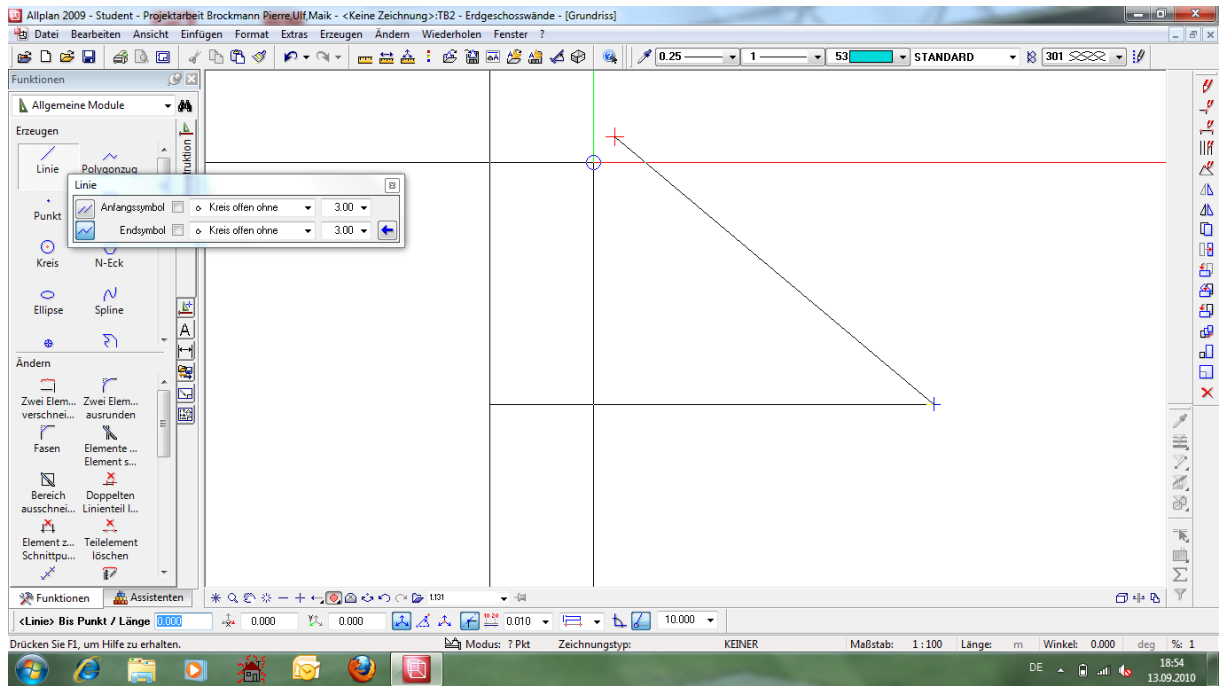 Allplan 2009 - Student - Projektarbeit Brockmann Pierre,Ulf,Maik - <Keine Zeichnung>:TB2 - Erdgeschosswände - [Grundriss]
Datei Bearbeiten Ansicht Einfügen Format Extras Erzeugen Ändern Wiederholen Fenster ?
0.25 1 53 STANDARD 301
Funktionen
Allgemeine Module
Erzeugen
Linie Polygonzug
Linie
Anfangssymbol Kreis offen ohne 3.00
Endsymbol Kreis offen ohne 3.00
Punkt
Kreis N-Eck
Ellipse Spline
A
Ändern
Zwei Elem... Zwei Elem...
verschnei... ausrunden
Fasen Elemente ...
Element s...
Bereich Doppelten
ausschnei... Linienteil l...
Element z... Teilelement
Schnittpu... löschen
Funktionen Assistenten 1:131
<Linie> Bis Punkt / Länge 0.000 0.000 0.000 0.010 10.000
Drücken Sie F1, um Hilfe zu erhalten. Modus: ? Pkt Zeichnungstyp: KEINER Maßstab: 1 : 100 Länge: m Winkel: 0.000 deg %: 1
DE 18:54
13.09.2010